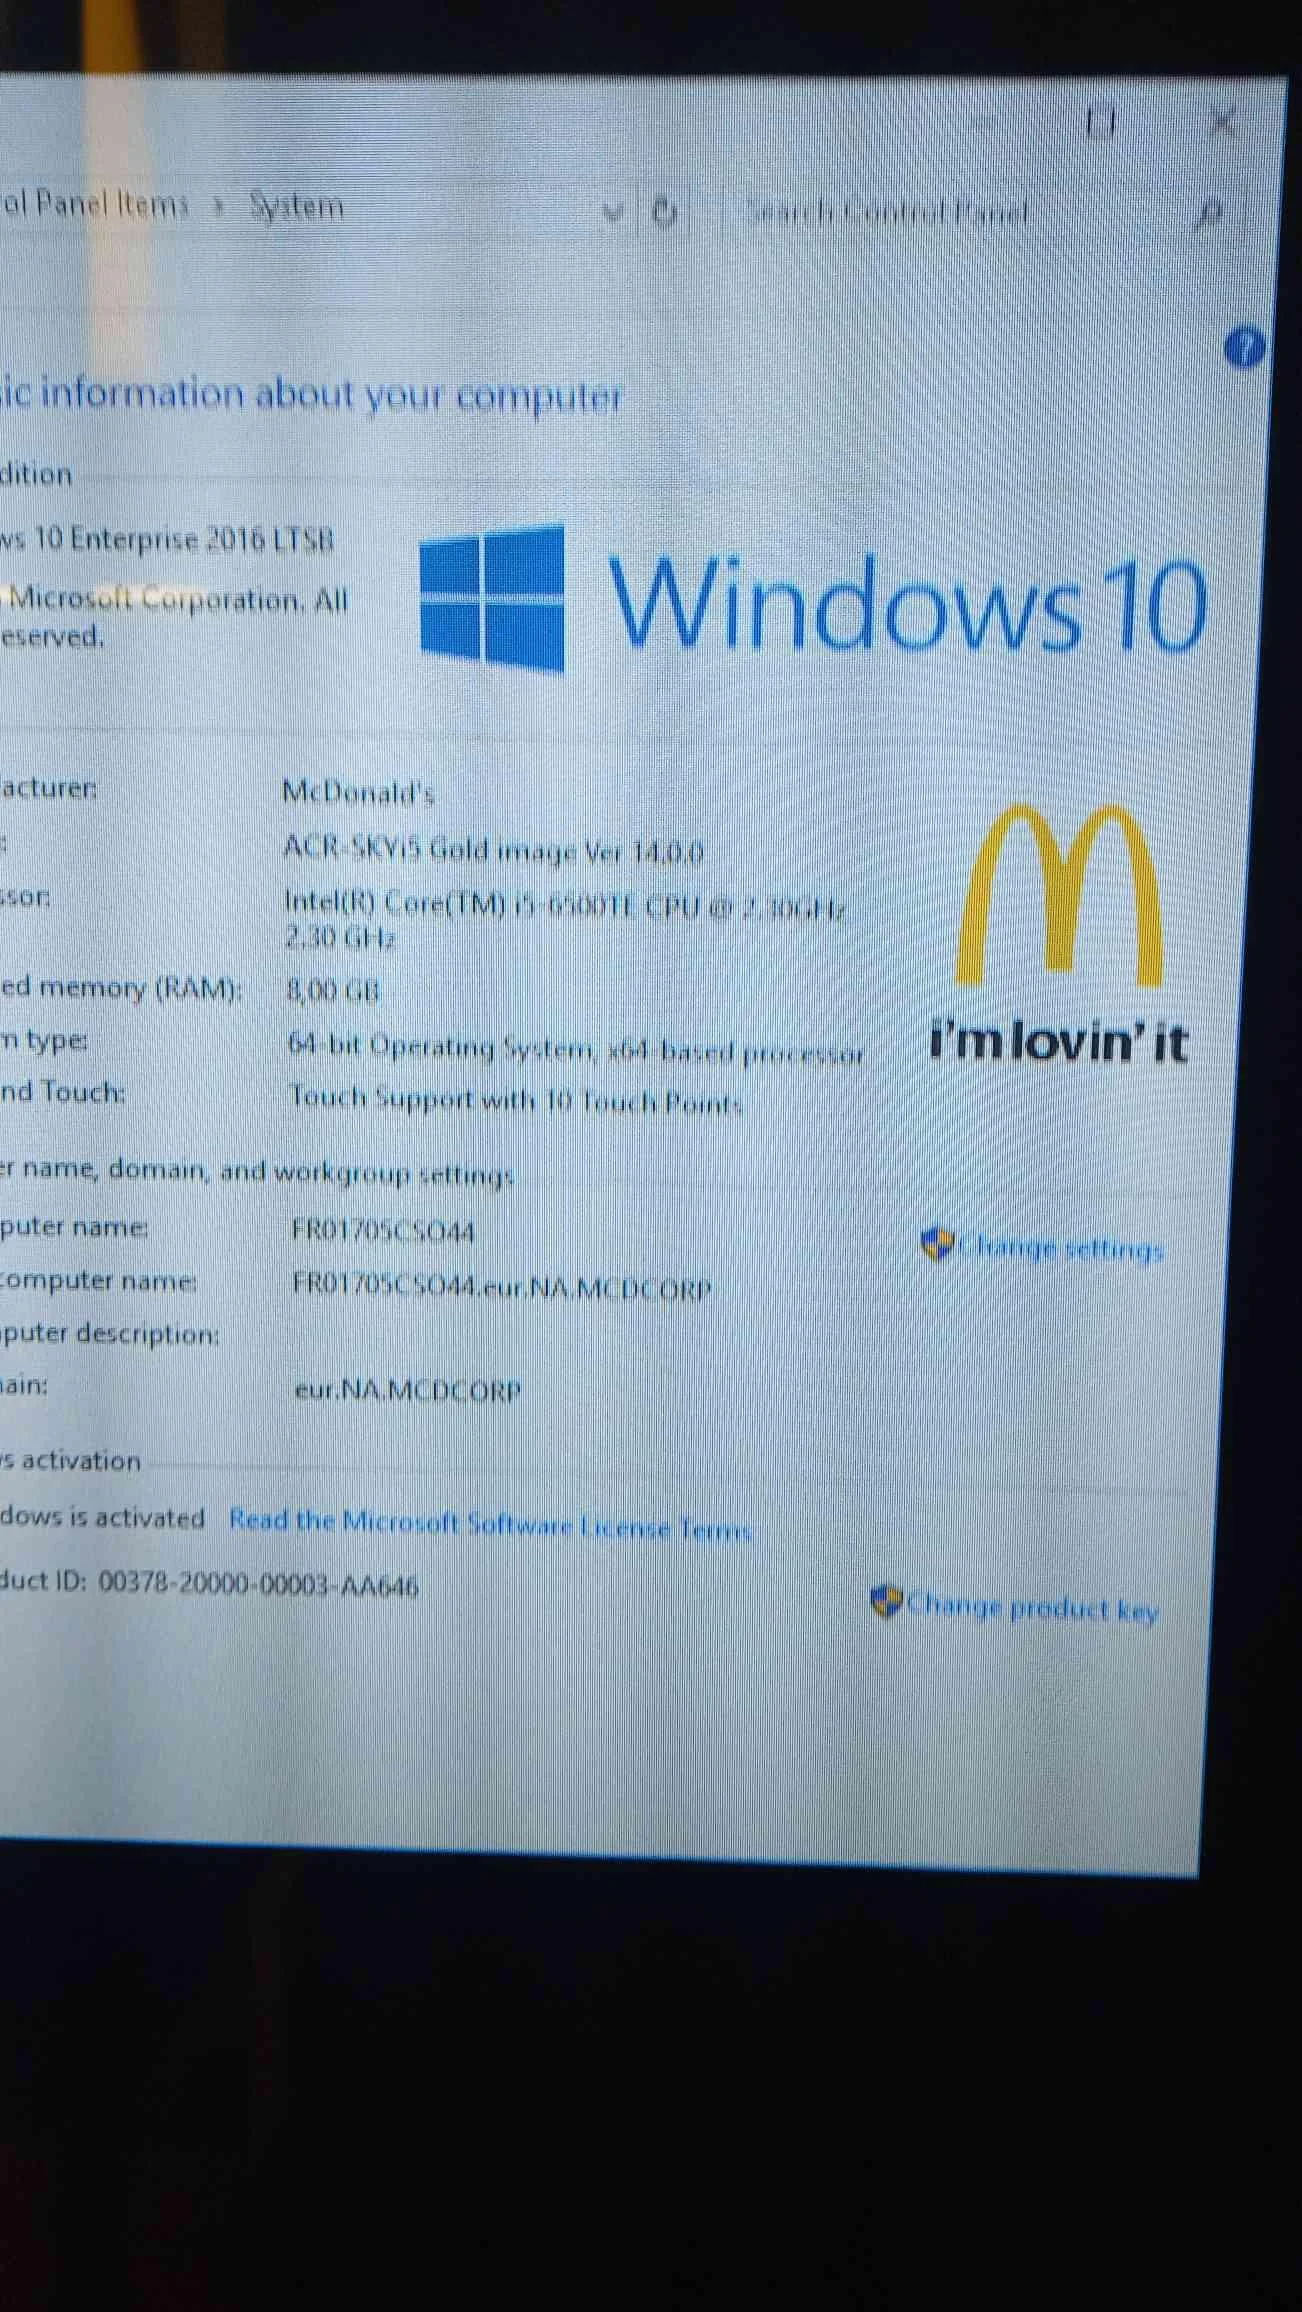 ol Panel Items › System
Search Control Panel
?
ic information about your computer
dition
ws 10 Enterprise 2016 LTSB
Microsoft Corporation. All
eserved.
Windows 10
acturer: McDonald's
: ACR-SKYi5 Gold image Ver 14.0.0
ssor: Intel(R) Core(TM) i5-6500TE CPU @ 2.30GHz
2.30 GHz
ed memory (RAM): 8,00 GB
m type: 64-bit Operating System, x64-based processor
nd Touch: Touch Support with 10 Touch Points
i'm lovin' it
er name, domain, and workgroup settings
puter name: FR01705CSO44
Change settings
computer name: FR01705CSO44.eur.NA.MCDCORP
puter description:
ain: eur.NA.MCDCORP
s activation
dows is activated Read the Microsoft Software License Terms
duct ID: 00378-20000-00003-AA646
Change product key